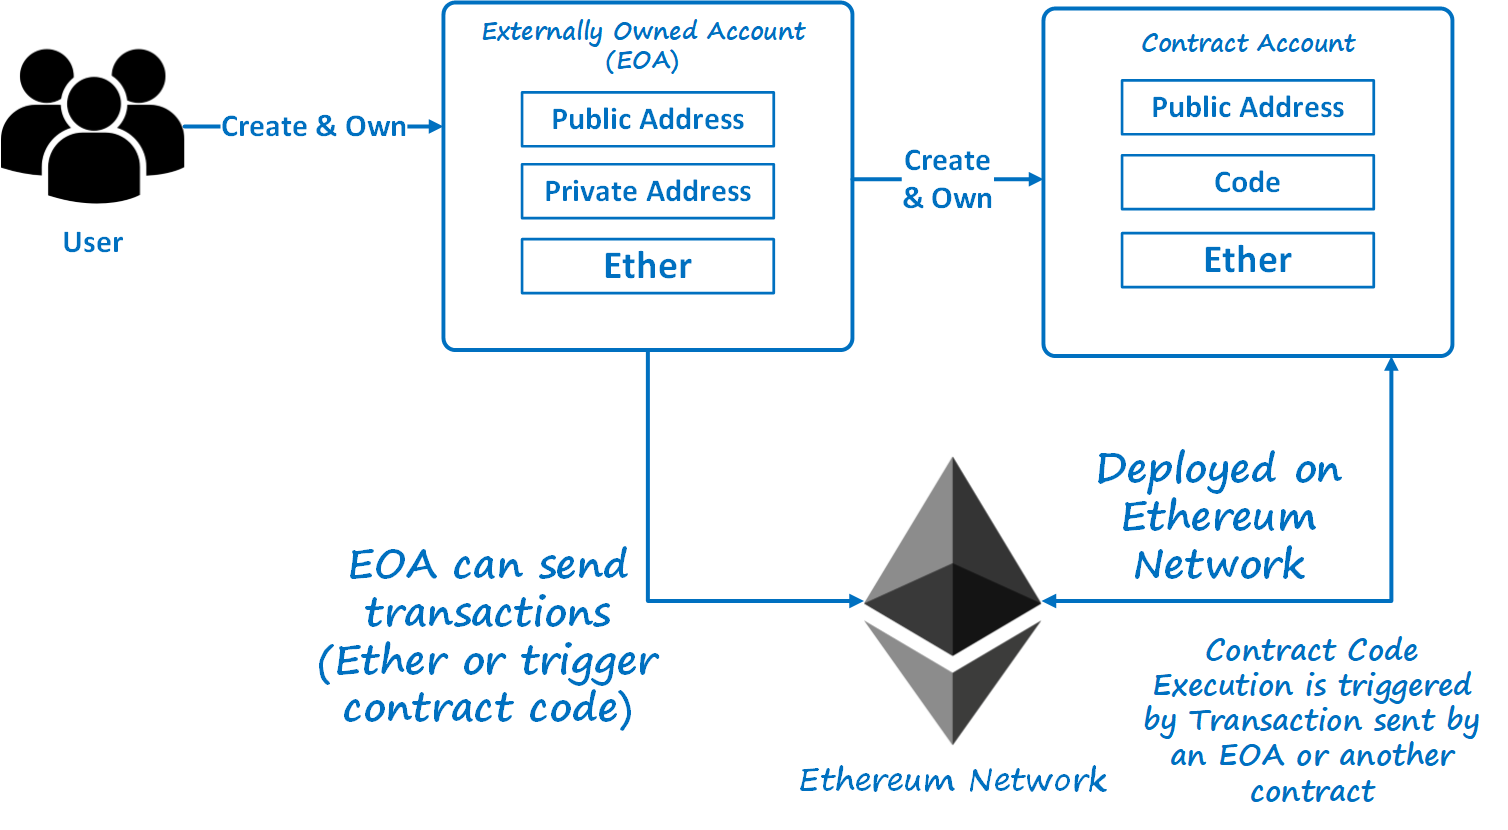 User
Create & Own
Externally Owned Account
(EOA)
Public Address
Private Address
Ether
Create
& Own
Contract Account
Public Address
Code
Ether
EOA can send
transactions
(Ether or trigger
contract code)
Ethereum Network
Deployed on
Ethereum
Network
Contract Code
Execution is triggered
by Transaction sent by
an EOA or another
contract